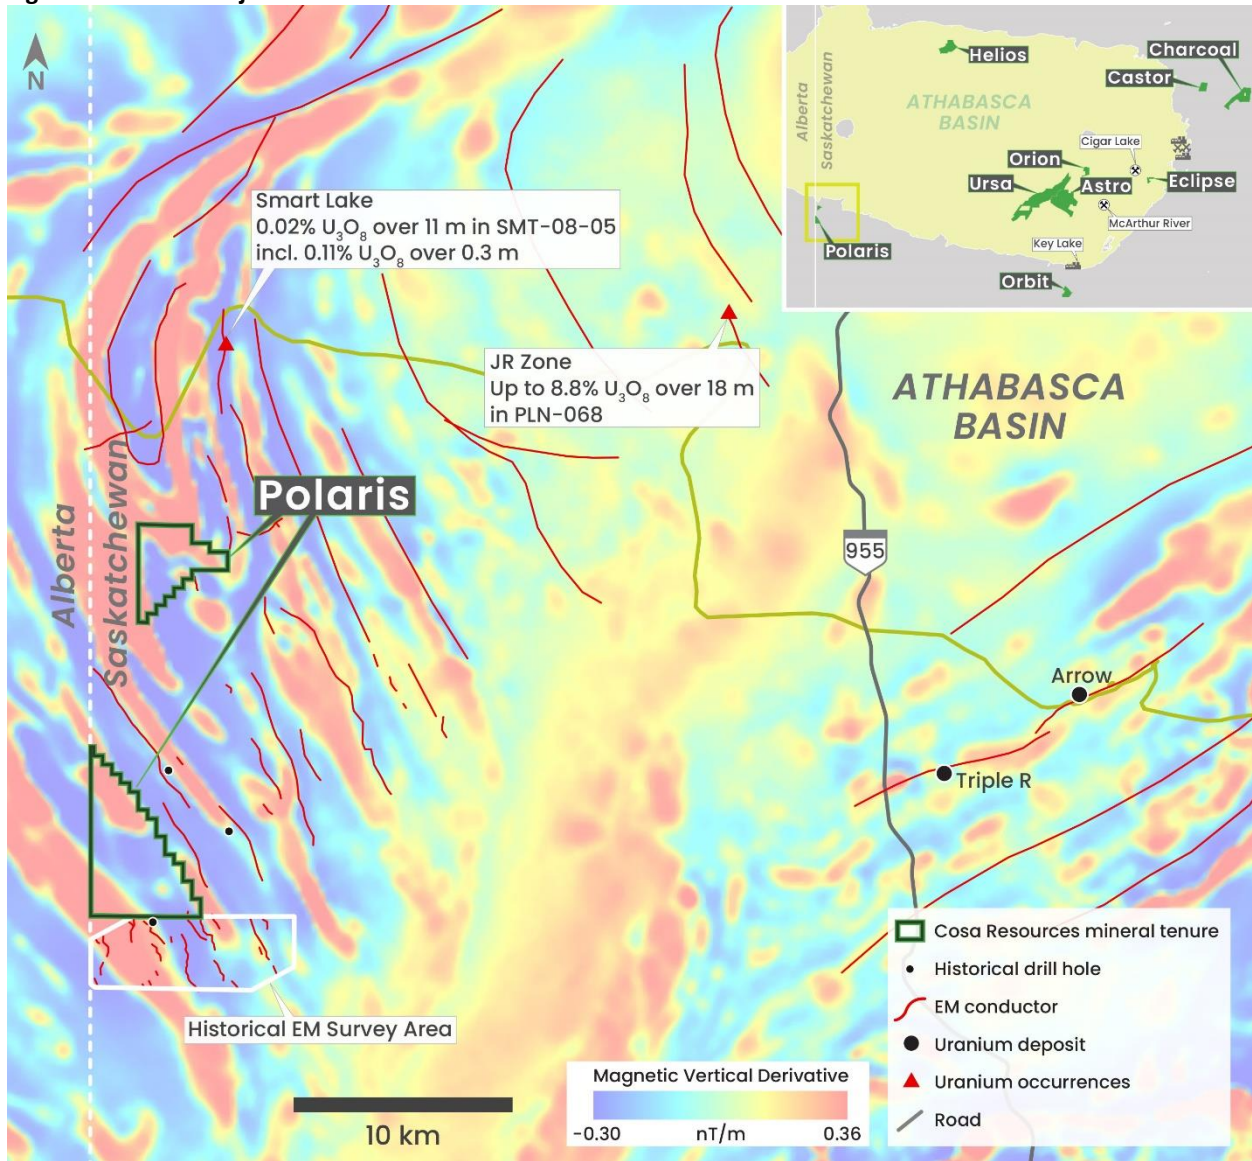 N
Smart Lake
0.02% U₃O₈ over 11 m in SMT-08-05
incl. 0.11% U₃O₈ over 0.3 m
JR Zone
Up to 8.8% U₃O₈ over 18 m
in PLN-068
Alberta
Saskatchewan
ATHABASCA
BASIN
Helios
Charcoal
Castor
Cigar Lake
Orion
Ursa
Astro
Eclipse
McArthur River
Polaris
Key Lake
Orbit
ATHABASCA
BASIN
Polaris
Alberta
Saskatchewan
955
Arrow
Triple R
Historical EM Survey Area
10 km
Magnetic Vertical Derivative
-0.30 nT/m 0.36
Cosa Resources mineral tenure
Historical drill hole
EM conductor
Uranium deposit
Uranium occurrences
Road